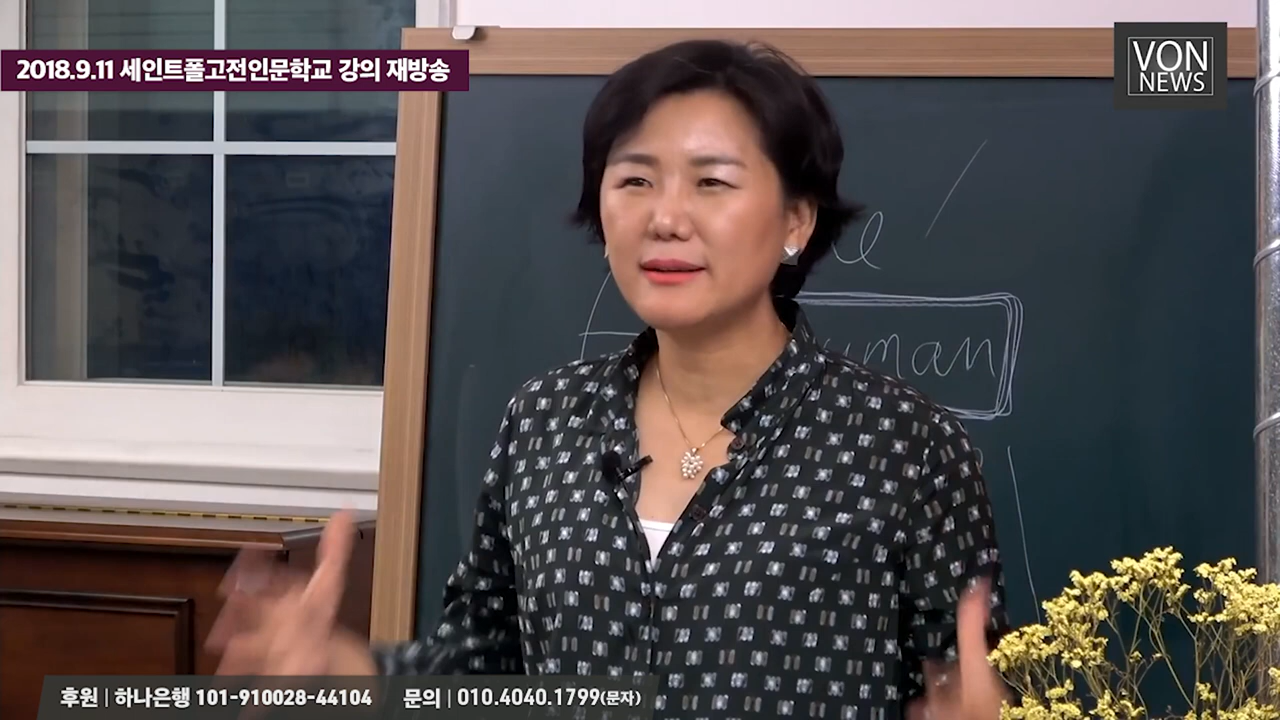 2018.9.11 세인트폴고전인문학교 강의 재방송
VON
NEWS
후원 | 하나은행 101-910028-44104 문의 | 010.4040.1799(문자)